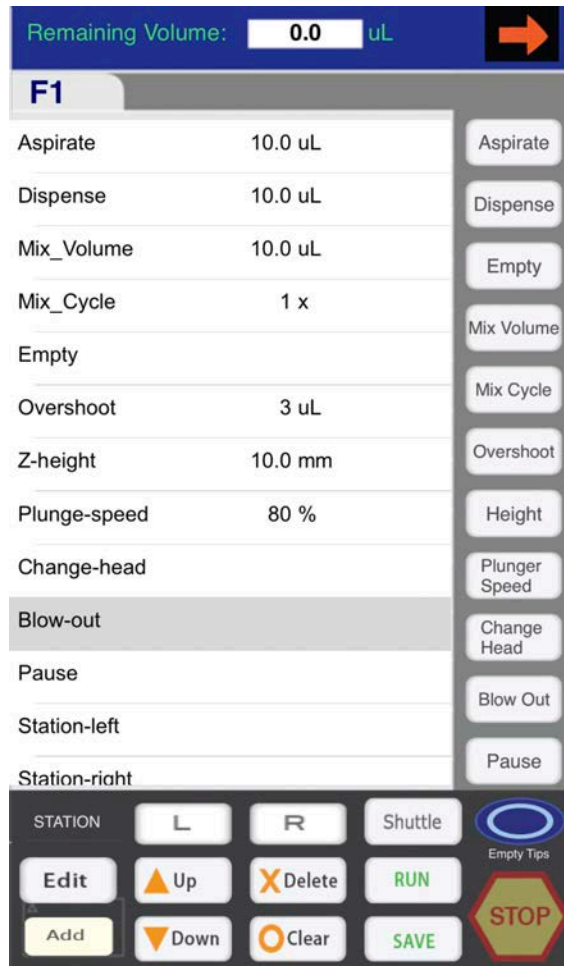 Remaining Volume: 0.0 uL
F1
Aspirate 10.0 uL
Dispense 10.0 uL
Mix_Volume 10.0 uL
Mix_Cycle 1 x
Empty
Overshoot 3 uL
Z-height 10.0 mm
Plunge-speed 80 %
Change-head
Blow-out
Pause
Station-left
Station-right
Aspirate
Dispense
Empty
Mix Volume
Mix Cycle
Overshoot
Height
Plunger
Speed
Change
Head
Blow Out
Pause
STATION L R Shuttle
Empty Tips
Edit Up Delete RUN
Add Down Clear SAVE
STOP